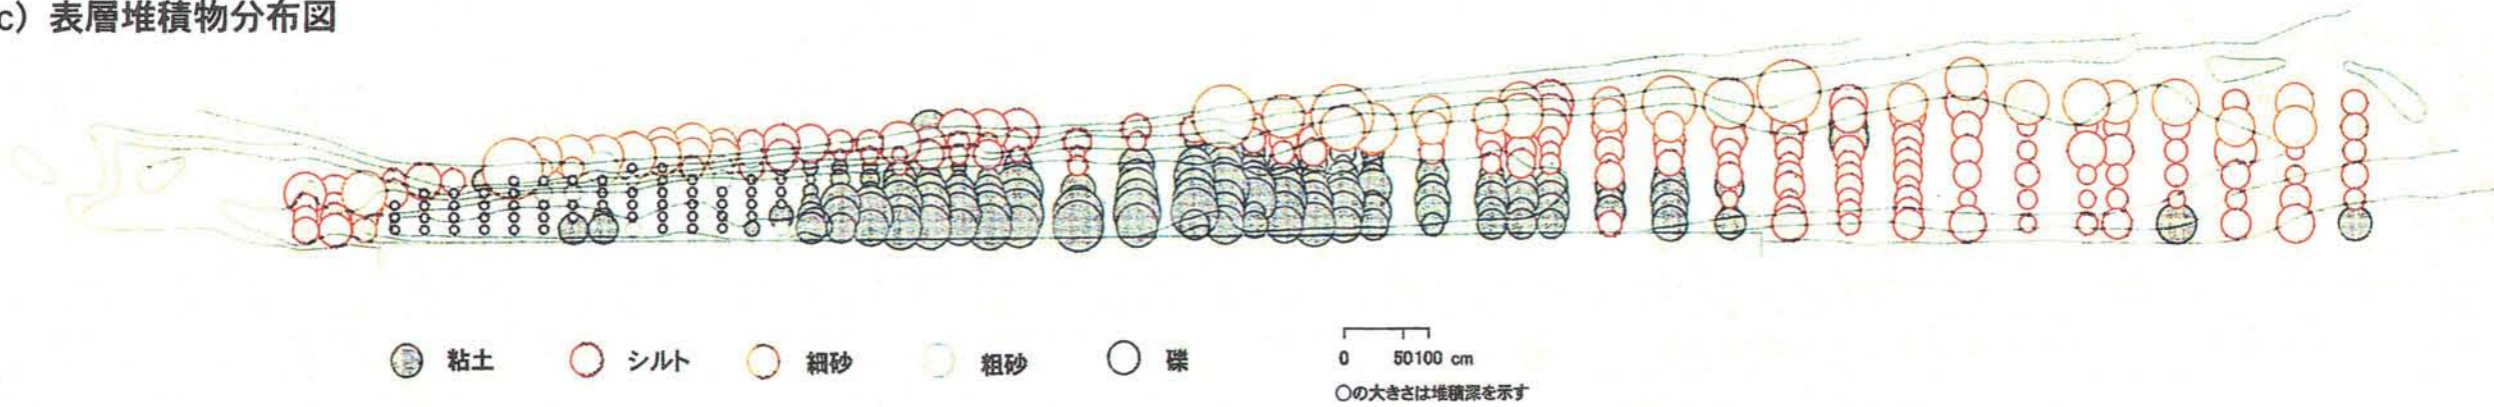 c）表層堆積物分布図
粘土　シルト　細砂　粗砂　礫
0　50100 cm
○の大きさは堆積深を示す